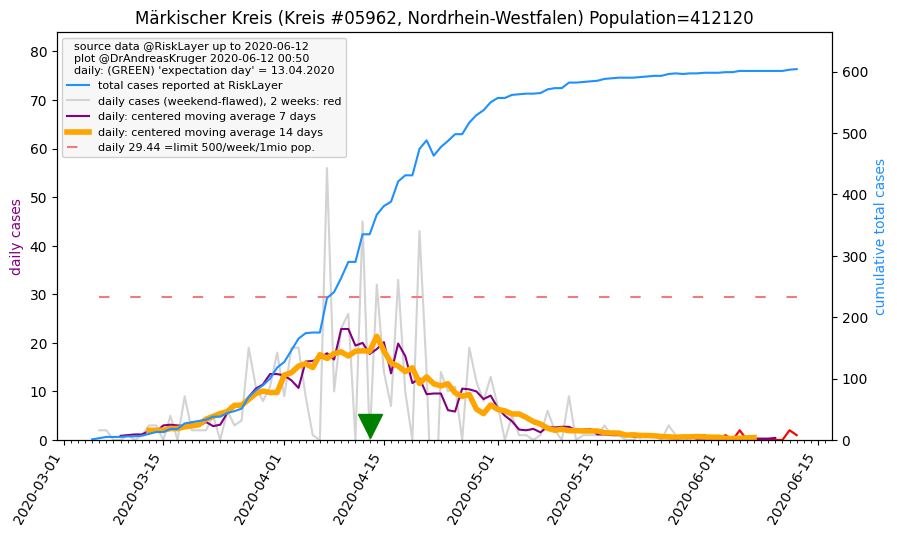 Märkischer Kreis (Kreis #05962, Nordrhein-Westfalen) Population=412120
source data @RiskLayer up to 2020-06-12
plot @DrAndreasKruger 2020-06-12 00:50
daily: (GREEN) 'expectation day' = 13.04.2020
total cases reported at RiskLayer
daily cases (weekend-flawed), 2 weeks: red
daily: centered moving average 7 days
daily: centered moving average 14 days
daily 29.44 =limit 500/week/1mio pop.
daily cases
80
70
60
50
40
30
20
10
0
cumulative total cases
600
500
400
300
200
100
0
2020-03-01
2020-03-15
2020-04-01
2020-04-15
2020-05-01
2020-05-15
2020-06-01
2020-06-15